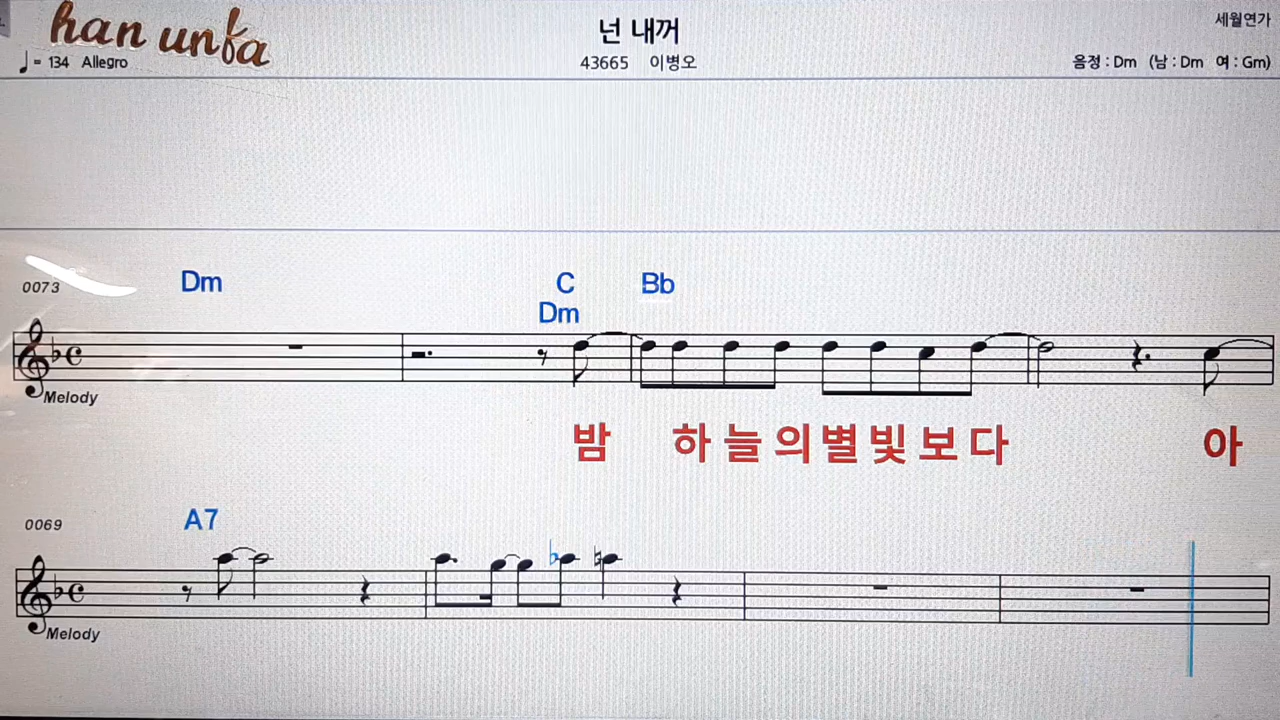 han unfa
넌 내꺼
세월연가
= 134 Allegro
43665 이병오
음정 : Dm (남 : Dm 여 : Gm)
0073
Dm
C
Bb
Dm
Melody
밤 하늘의별빛보다 아
0069
A7
Melody